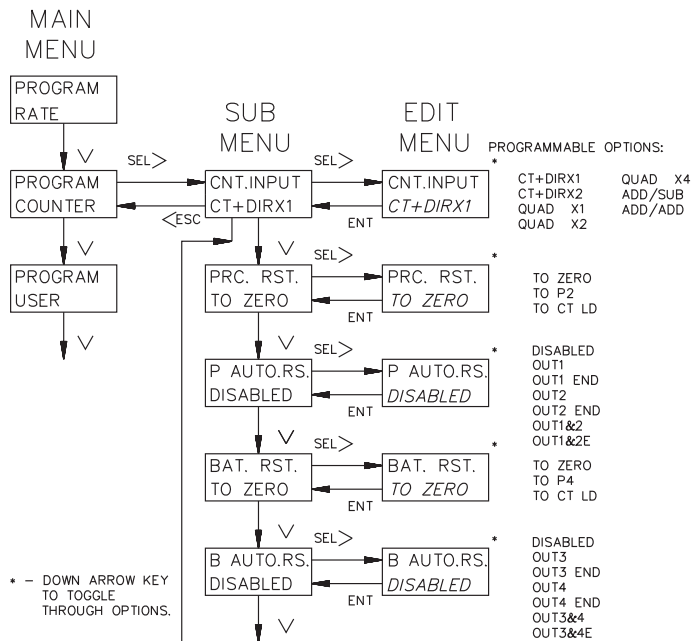 MAIN
MENU
PROGRAM
RATE
SUB
MENU
EDIT
MENU
PROGRAMMABLE OPTIONS:
∨
SEL>
SEL>
*
PROGRAM
COUNTER
CNT.INPUT
CT+DIRX1
CNT.INPUT
CT+DIRX1
CT+DIRX1 QUAD X4
CT+DIRX2 ADD/SUB
QUAD X1 ADD/ADD
QUAD X2
<ESC
ENT
∨
∨
SEL>
*
PROGRAM
USER
PRC. RST.
TO ZERO
PRC. RST.
TO ZERO
TO ZERO
TO P2
TO CT LD
ENT
∨
∨
SEL>
*
P AUTO.RS.
DISABLED
P AUTO.RS.
DISABLED
DISABLED
OUT1
OUT1 END
OUT2
OUT2 END
OUT1&2
OUT1&2E
ENT
∨
SEL>
*
BAT. RST.
TO ZERO
BAT. RST.
TO ZERO
TO ZERO
TO P4
TO CT LD
ENT
∨
SEL>
*
B AUTO.RS.
DISABLED
B AUTO.RS.
DISABLED
DISABLED
OUT3
OUT3 END
OUT4
OUT4 END
OUT3&4
OUT3&4E
ENT
∨
* – DOWN ARROW KEY
TO TOGGLE
THROUGH OPTIONS.